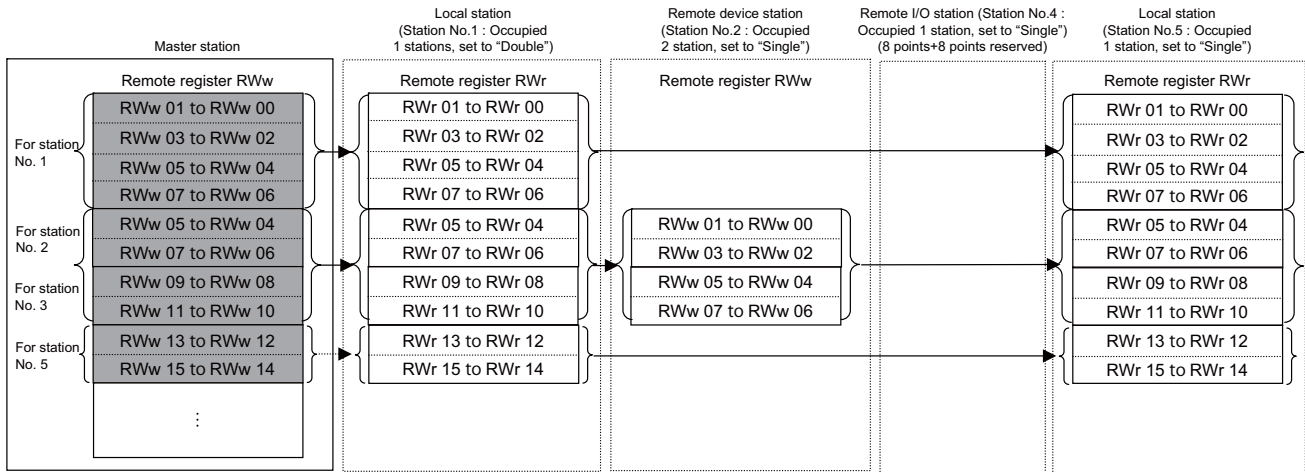 Master station
Local station
(Station No.1 : Occupied
1 stations, set to “Double”)
Remote device station
(Station No.2 : Occupied
2 station, set to “Single”)
Remote I/O station (Station No.4 :
Occupied 1 station, set to “Single”)
(8 points+8 points reserved)
Local station
(Station No.5 : Occupied
1 station, set to “Single”)
Remote register RWw
For station
No. 1
RWw 01 to RWw 00
RWw 03 to RWw 02
RWw 05 to RWw 04
RWw 07 to RWw 06
For station
No. 2
RWw 05 to RWw 04
RWw 07 to RWw 06
For station
No. 3
RWw 09 to RWw 08
RWw 11 to RWw 10
For station
No. 5
RWw 13 to RWw 12
RWw 15 to RWw 14
⋮
Remote register RWr
RWr 01 to RWr 00
RWr 03 to RWr 02
RWr 05 to RWr 04
RWr 07 to RWr 06
RWr 05 to RWr 04
RWr 07 to RWr 06
RWr 09 to RWr 08
RWr 11 to RWr 10
RWr 13 to RWr 12
RWr 15 to RWr 14
Remote register RWw
RWw 01 to RWw 00
RWw 03 to RWw 02
RWw 05 to RWw 04
RWw 07 to RWw 06
Remote register RWr
RWr 01 to RWr 00
RWr 03 to RWr 02
RWr 05 to RWr 04
RWr 07 to RWr 06
RWr 05 to RWr 04
RWr 07 to RWr 06
RWr 09 to RWr 08
RWr 11 to RWr 10
RWr 13 to RWr 12
RWr 15 to RWr 14